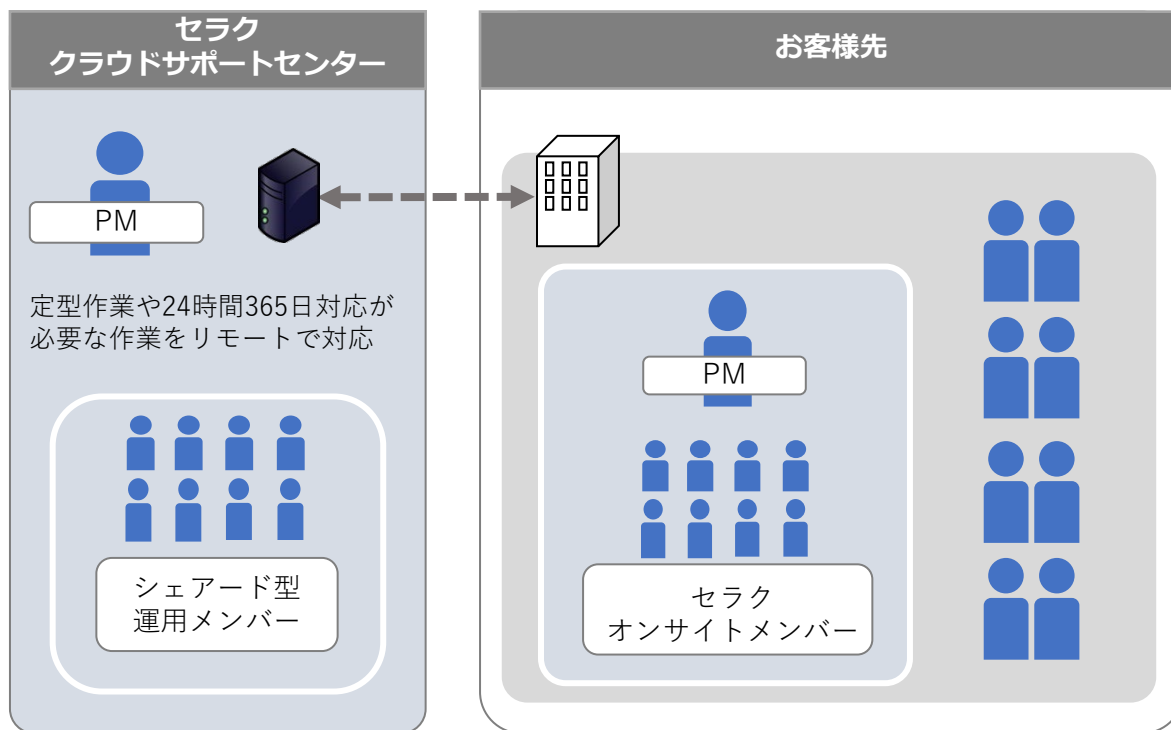 セラク
クラウドサポートセンター
PM
定型作業や24時間365日対応が
必要な作業をリモートで対応
シェアード型
運用メンバー
お客様先
PM
セラク
オンサイトメンバー